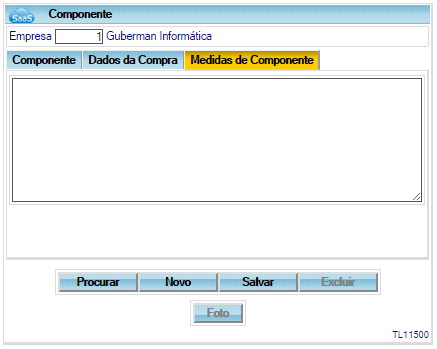 SaaS Componente
Empresa 1 Guberman Informática
Componente Dados da Compra Medidas de Componente
Procurar Novo Salvar Excluir
Foto
TL11500